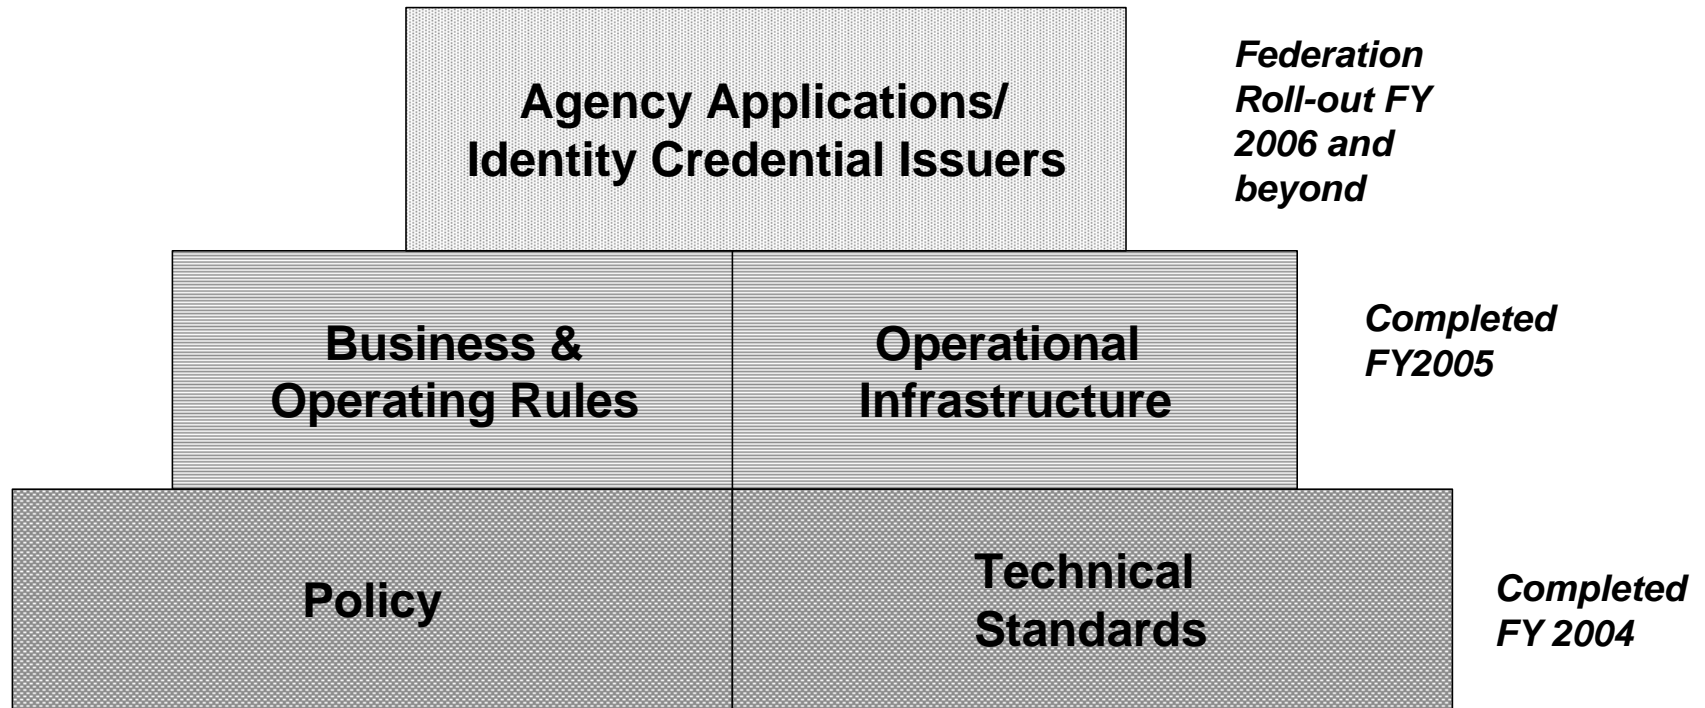 Agency Applications/
Identity Credential Issuers
Federation
Roll-out FY
2006 and
beyond
Business &
Operating Rules
Operational
Infrastructure
Completed
FY2005
Policy
Technical
Standards
Completed
FY 2004